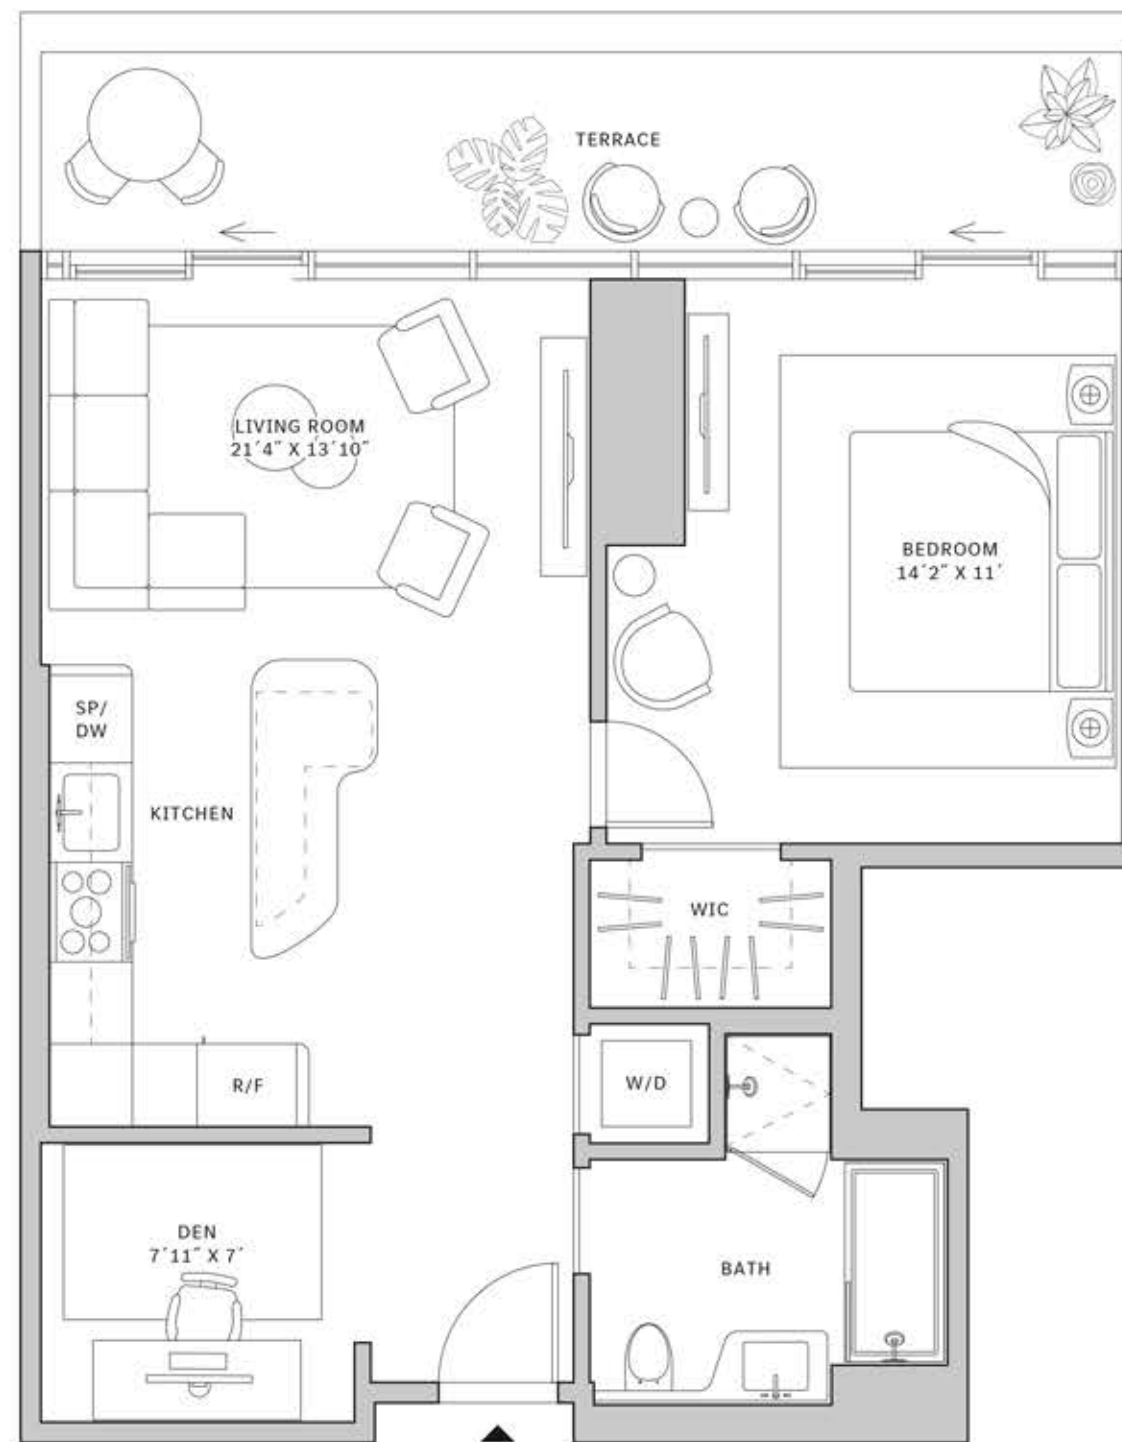 TERRACE
LIVING ROOM
21´4˝ X 13´10˝
BEDROOM
14´2˝ X 11´
SP/
DW
KITCHEN
WIC
R/F
W/D
DEN
7´11˝ X 7´
BATH